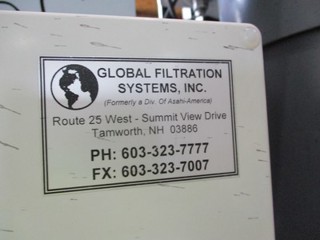 GLOBAL FILTRATION
SYSTEMS, INC.
(Formerly a Div. Of Asahi-America)
Route 25 West - Summit View Drive
Tamworth, NH 03886
PH: 603-323-7777
FX: 603-323-7007